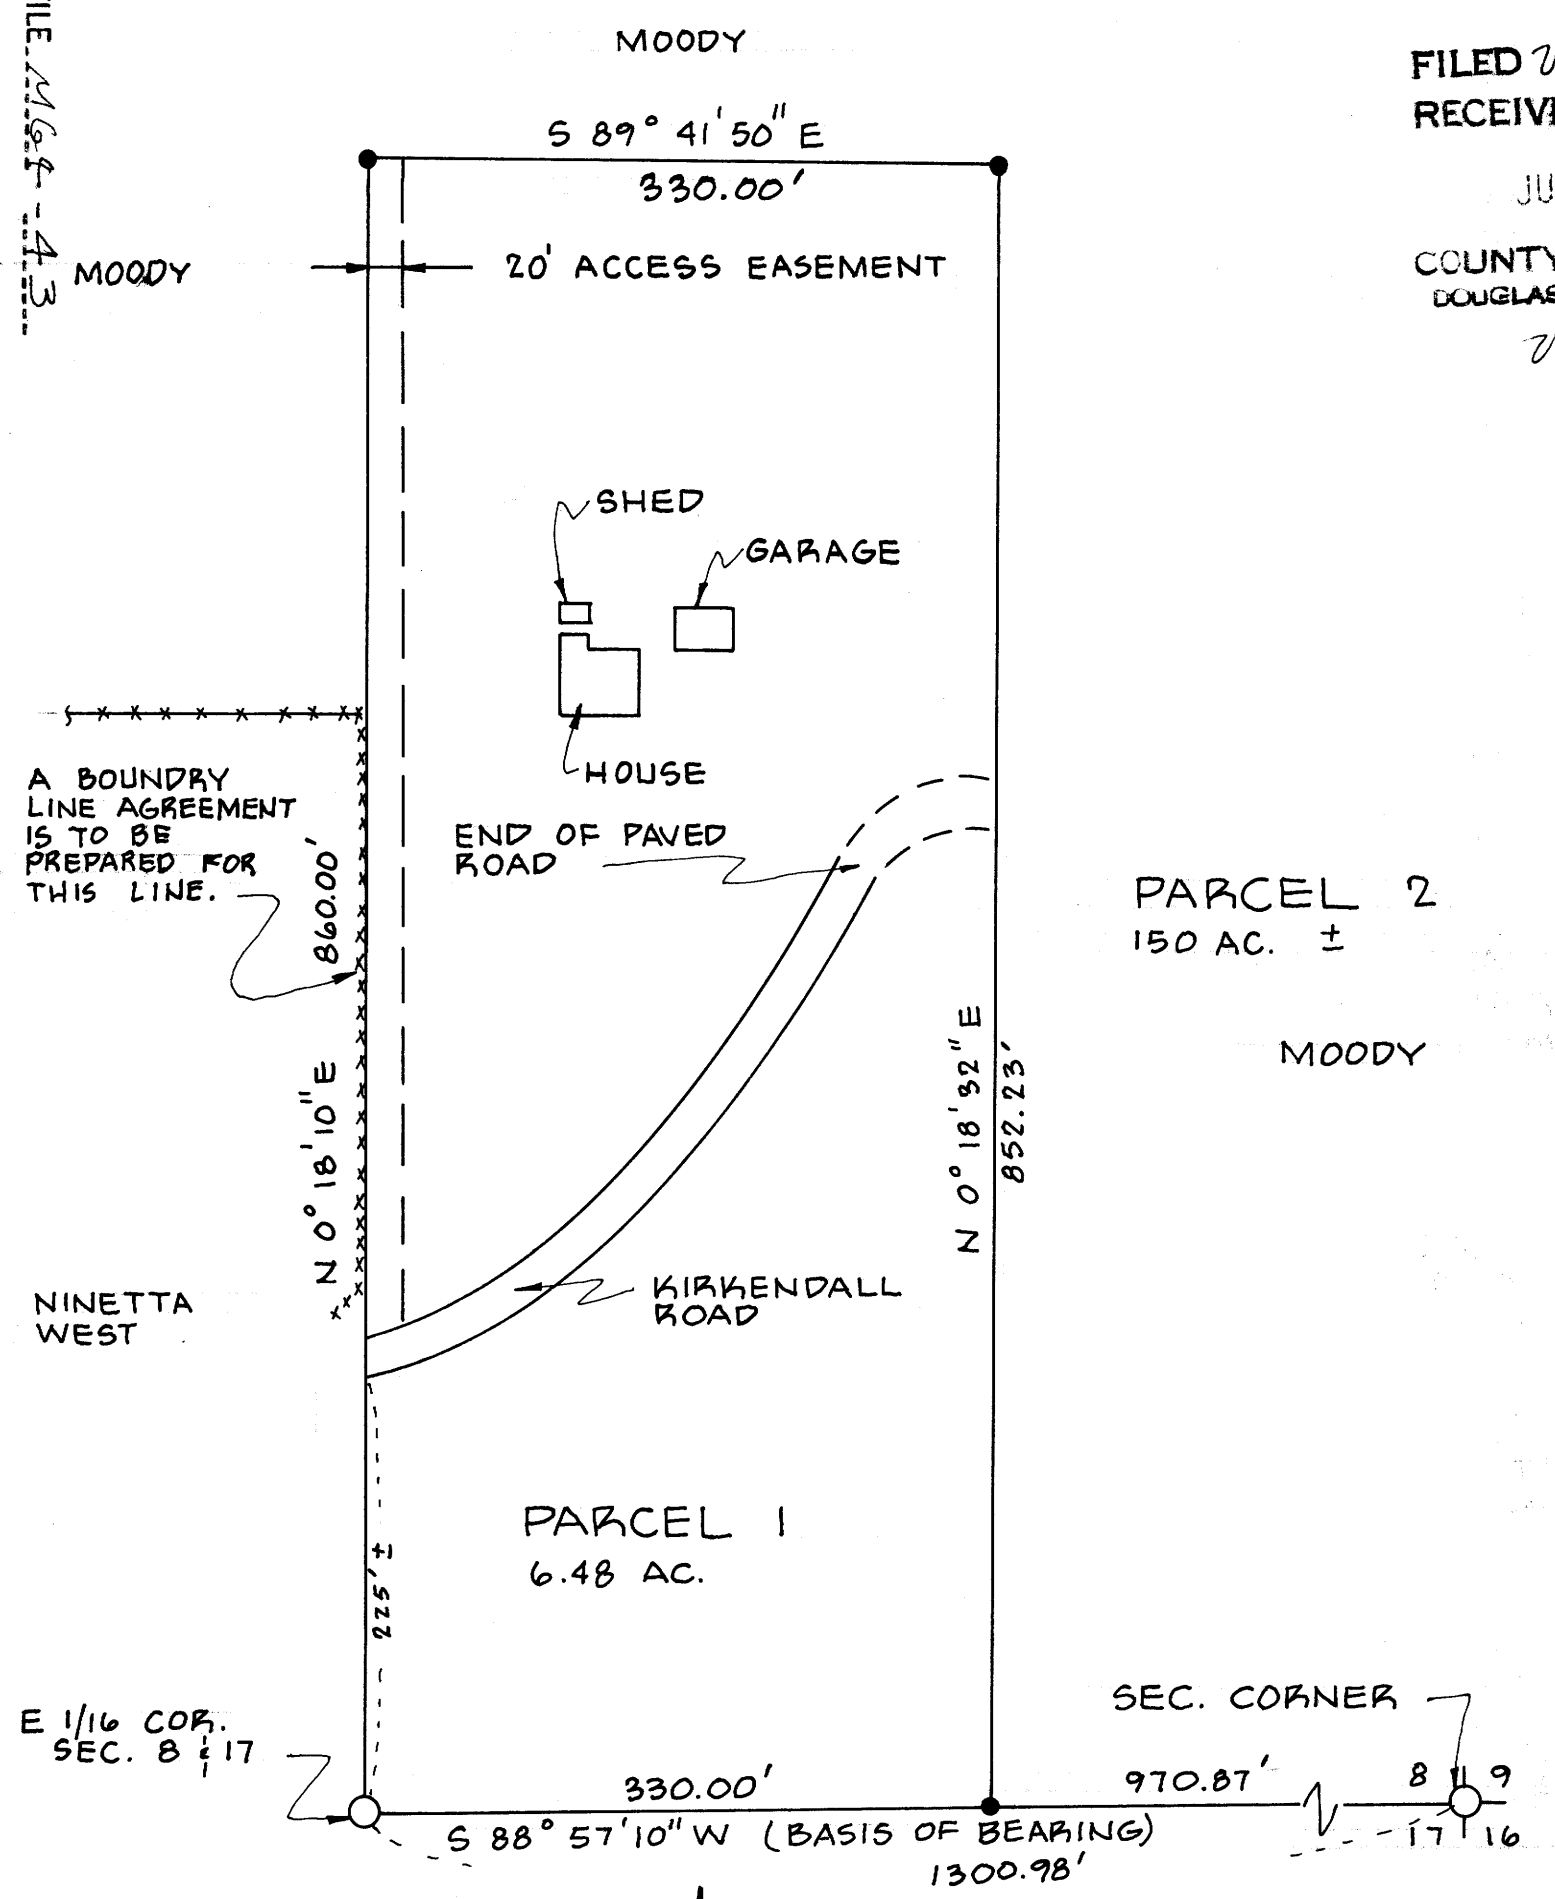 MOODY
S 89° 41' 50" E
330.00'
FILED
M64-43
MOODY
20' ACCESS EASEMENT
COUNTY
SHED
GARAGE
HOUSE
A BOUNDRY
LINE AGREEMENT
IS TO BE
PREPARED FOR
THIS LINE.
N 0° 18' 10" E 860.00'
END OF PAVED
ROAD
PARCEL 2
150 AC. ±
MOODY
N 0° 18' 32" E
852.23'
NINETTA
WEST
KIRKENDALL
ROAD
PARCEL 1
6.48 AC.
225' ±
E 1/16 COR.
SEC. 8 & 17
SEC. CORNER
330.00'
970.87'
8 9
17 16
S 88° 57' 10" W (BASIS OF BEARING)
1300.98'